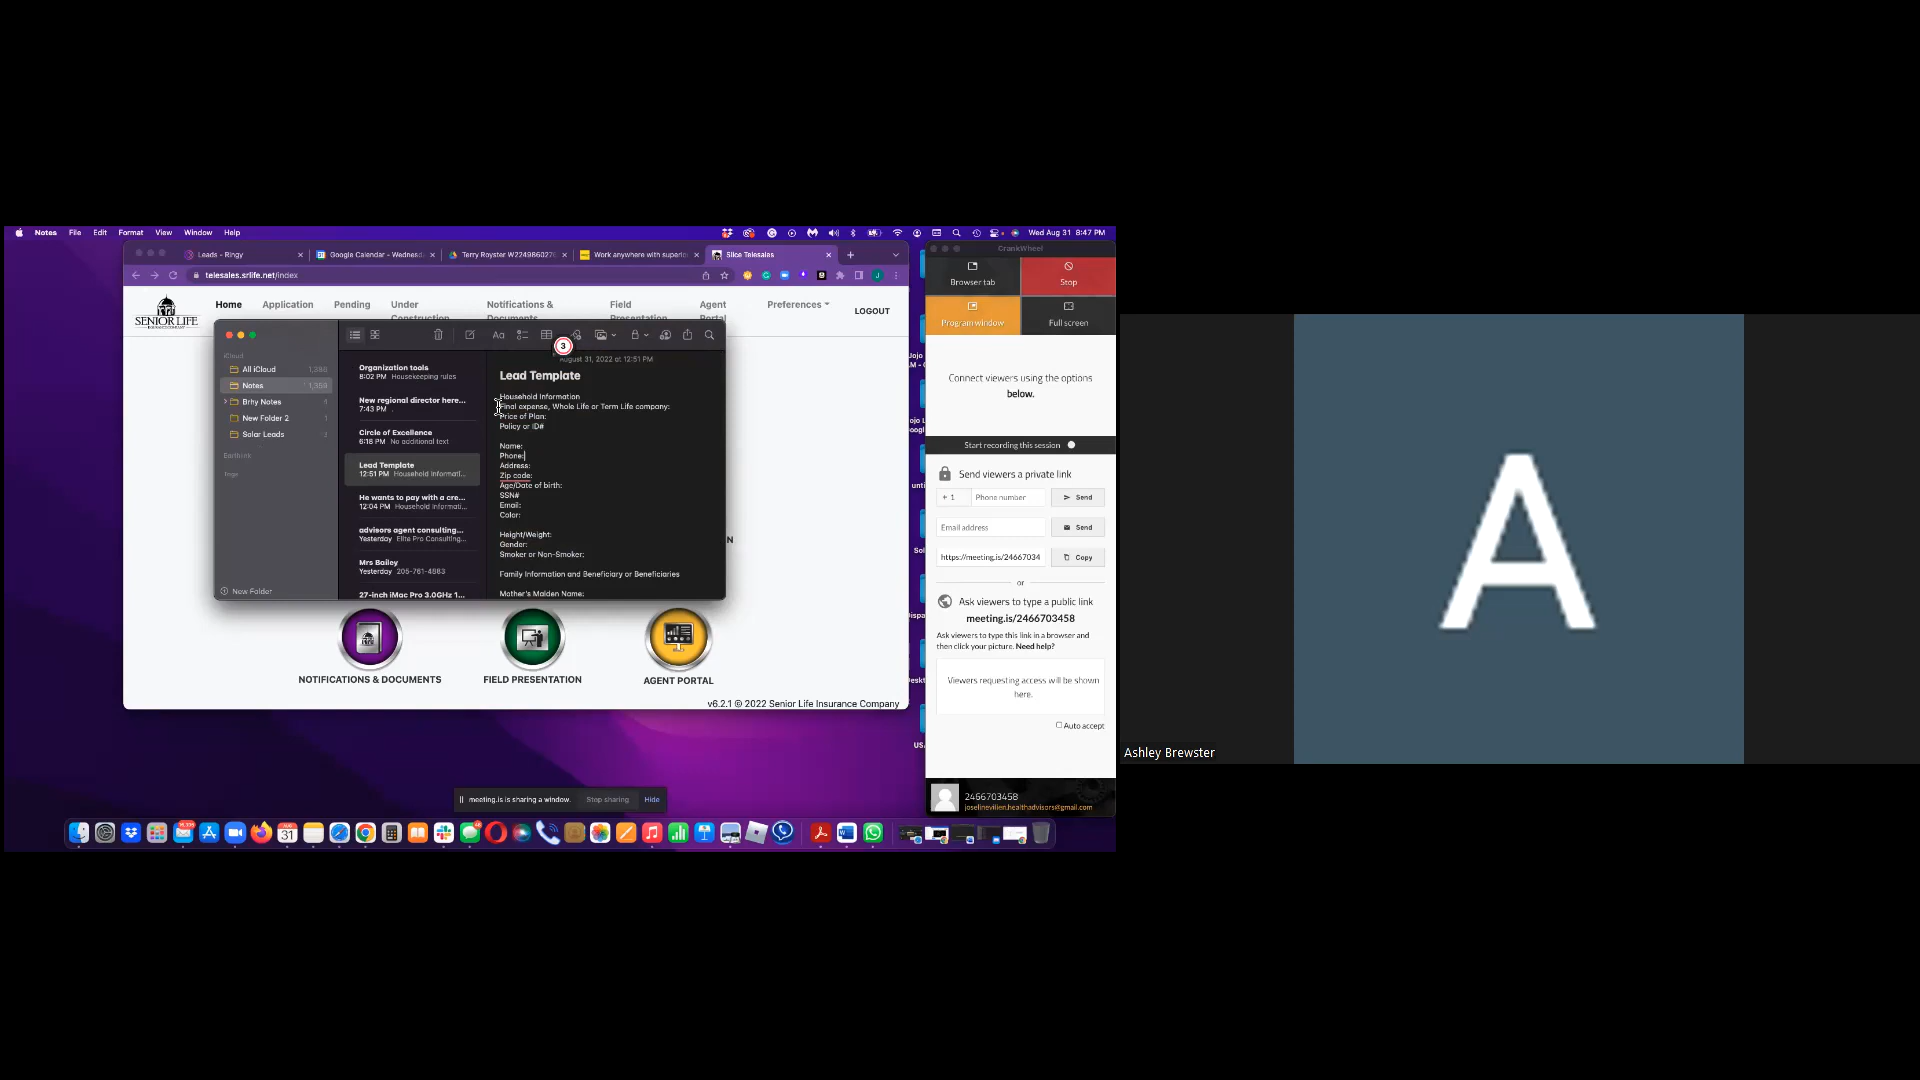 Notes File Edit Format View Window Help
Wed Aug 31 8:47 PM
Leads - Ringy
Google Calendar - Wednesda
Terry Royster W2249860270
Work anywhere with superio
Slice Telesales
telesales.srlife.net/index
SENIOR LIFE
INSURANCE COMPANY
Home
Application
Pending
Under
Construction
Notifications &
Documents
Field
Presentation
Agent
Portal
Preferences
LOGOUT
iCloud
All iCloud
Notes
Brhy Notes
New Folder 2
Solar Leads
New Folder
Organization tools
8:02 PM Housekeeping rules
New regional director here...
7:43 PM .
Circle of Excellence
6:18 PM No additional text
Lead Template
12:51 PM Household Informati...
He wants to pay with a cre...
12:04 PM Household Informati...
advisors agent consulting...
Yesterday Elite Pro Consulting...
Mrs Bailey
Yesterday 205-761-4883
27-inch iMac Pro 3.0GHz 1...
3
August 31, 2022 at 12:51 PM
Lead Template
Household Information
Final expense, Whole Life or Term Life company:
Price of Plan:
Policy or ID#
Name:
Phone:
Address:
Zip code:
Age/Date of birth:
SSN#
Email:
Color:
Height/Weight:
Gender:
Smoker or Non-Smoker:
Family Information and Beneficiary or Beneficiaries
Mother's Maiden Name:
N
NOTIFICATIONS & DOCUMENTS
FIELD PRESENTATION
AGENT PORTAL
v6.2.1 © 2022 Senior Life Insurance Company
meeting.is is sharing a window.
Stop sharing
Hide
CrankWheel
Browser tab
Stop
Program window
Full screen
Connect viewers using the options
below.
Start recording this session
Send viewers a private link
+ 1
Phone number
Send
Email address
Send
https://meeting.is/24667034
Copy
or
Ask viewers to type a public link
meeting.is/2466703458
Ask viewers to type this link in a browser and
then click your picture. Need help?
Viewers requesting access will be shown
here.
Auto accept
2466703458
joselinevilien.healthadvisors@gmail.com
A
Ashley Brewster